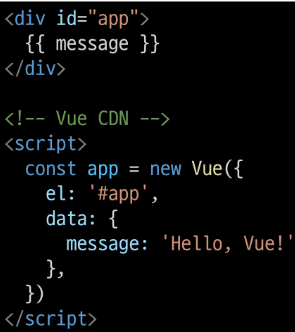 <div id="app">
  {{ message }}
</div>

<!-- Vue CDN -->
<script>
  const app = new Vue({
    el: '#app',
    data: {
      message: 'Hello, Vue!'
    },
  })
</script>